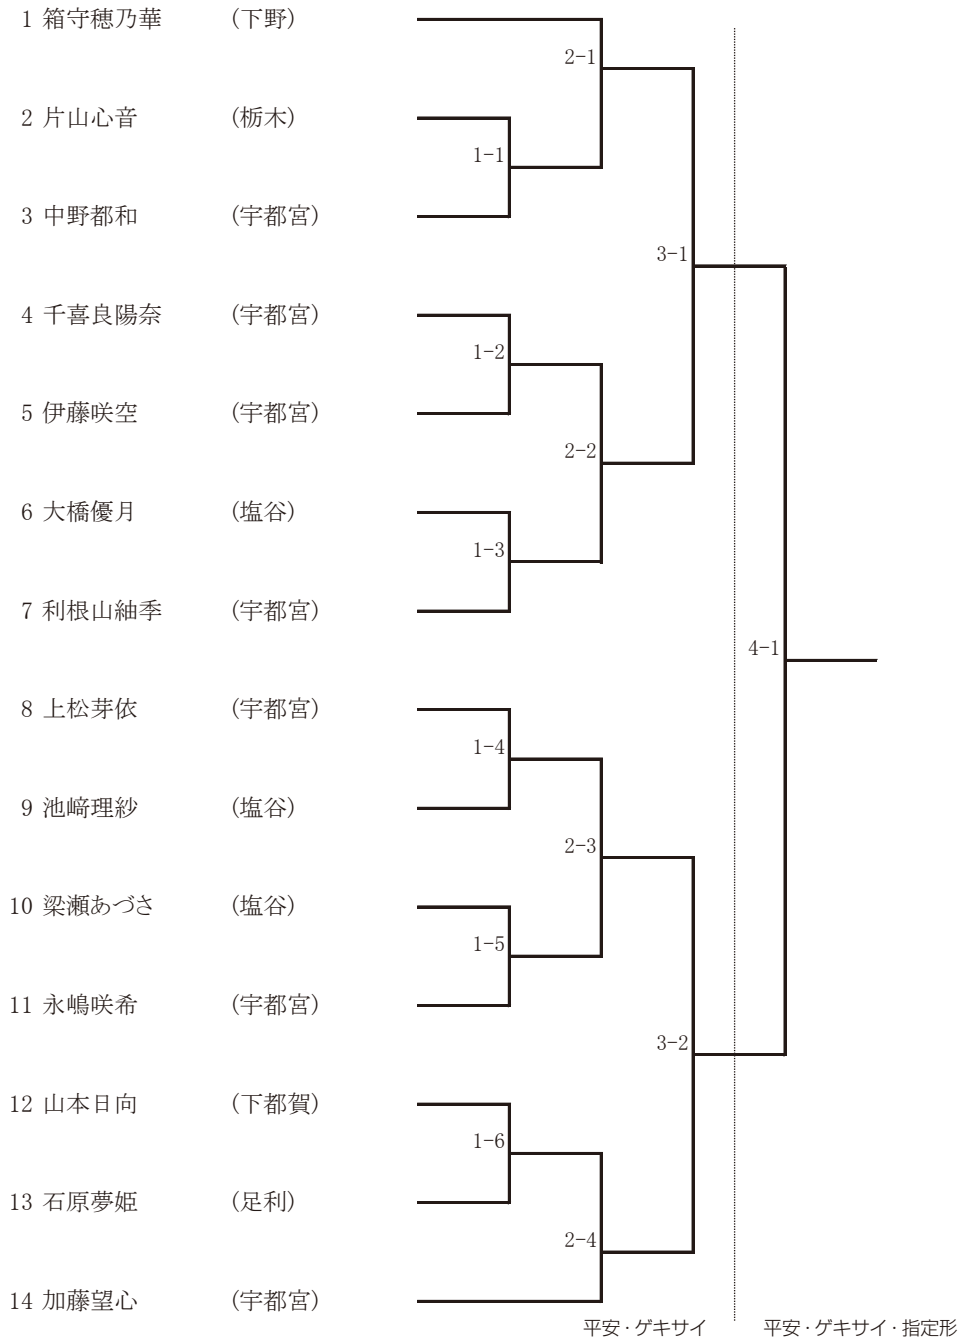 1 箱守穂乃華 (下野)
2-1
2 片山心音 (栃木)
1-1
3 中野都和 (宇都宮)
3-1
4 千喜良陽奈 (宇都宮)
1-2
5 伊藤咲空 (宇都宮)
2-2
6 大橋優月 (塩谷)
1-3
7 利根山紬季 (宇都宮)
4-1
8 上松芽依 (宇都宮)
1-4
9 池﨑理紗 (塩谷)
2-3
10 梁瀬あづさ (塩谷)
1-5
11 永嶋咲希 (宇都宮)
3-2
12 山本日向 (下都賀)
1-6
13 石原夢姫 (足利)
2-4
14 加藤望心 (宇都宮)
平安・ゲキサイ 平安・ゲキサイ・指定形